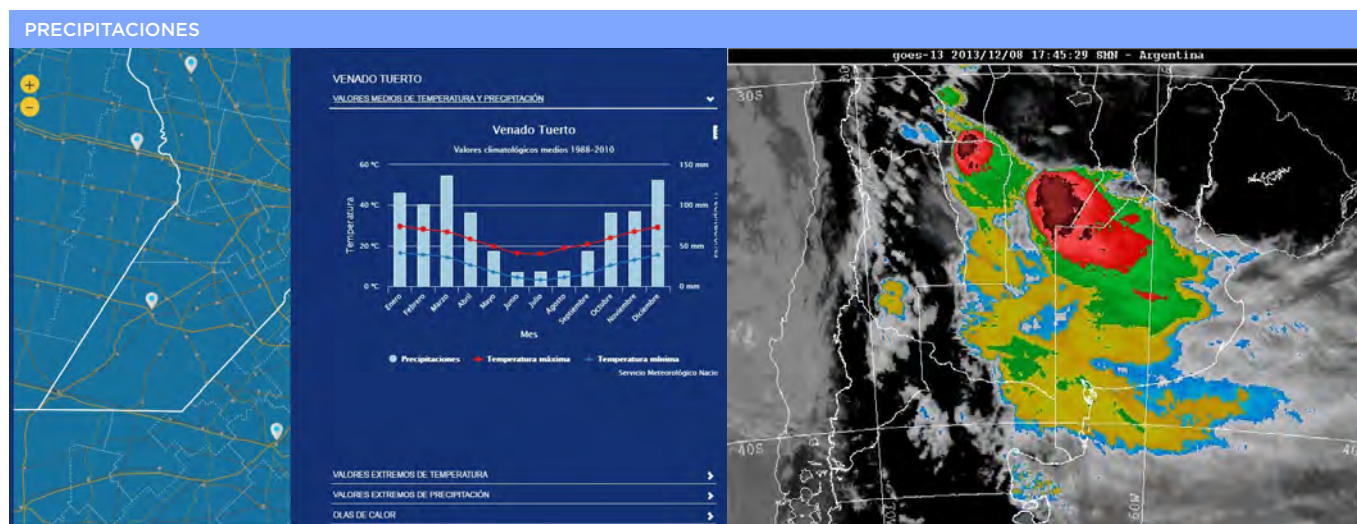 PRECIPITACIONES
VENADO TUERTO
VALORES MEDIOS DE TEMPERATURA Y PRECIPITACIÓN
Venado Tuerto
Valores climatológicos medios 1988-2010
60 ºC
150 mm
40 ºC
100 mm
20 ºC
50 mm
0 ºC
0 mm
Temperatura
Enero
Febrero
Marzo
Abril
Mayo
Junio
Julio
Agosto
Septiembre
Octubre
Noviembre
Diciembre
Mes
Precipitaciones
Temperatura máxima
Temperatura mínima
Servicio Meteorológico Nacio
VALORES EXTREMOS DE TEMPERATURA
VALORES EXTREMOS DE PRECIPITACIÓN
OLAS DE CALOR
goes-13 2013/12/08 17:45:29 SMN - Argentina
30S
40S
60W